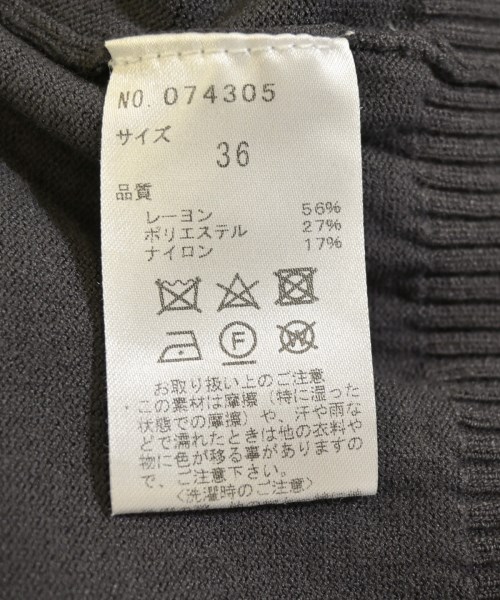 NO. 074305
サイズ
36
品質
レーヨン 56%
ポリエステル 27%
ナイロン 17%
F
W
お取り扱い上のご注意
・この素材は摩擦(特に湿った
状態での摩擦)や、汗や雨な
どで濡れたときは他の衣料や
物に色が移る事がありますの
で、ご注意下さい。
<洗濯時のご注意>